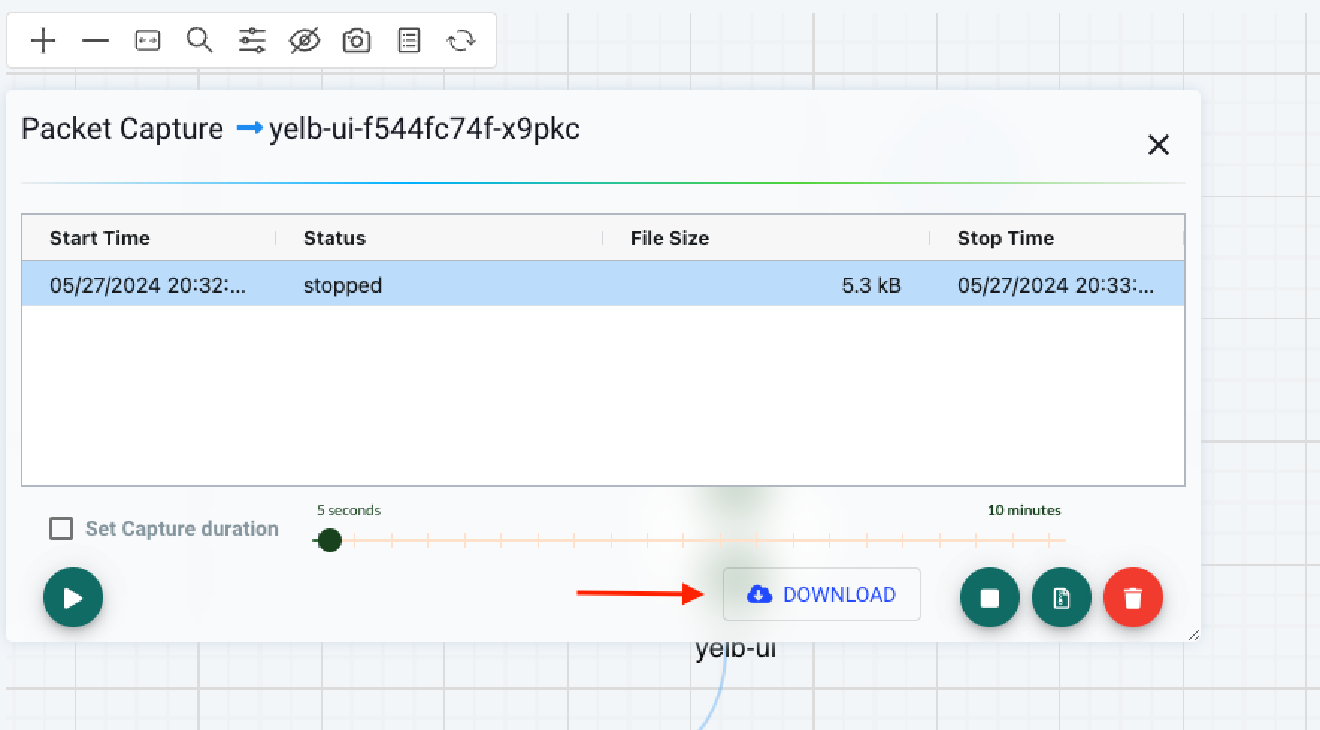 Packet Capture yelb-ui-f544fc74f-x9pkc
Start Time Status File Size Stop Time
05/27/2024 20:32:... stopped 5.3 kB 05/27/2024 20:33:...
5 seconds 10 minutes
Set Capture duration
DOWNLOAD
yelb-ui